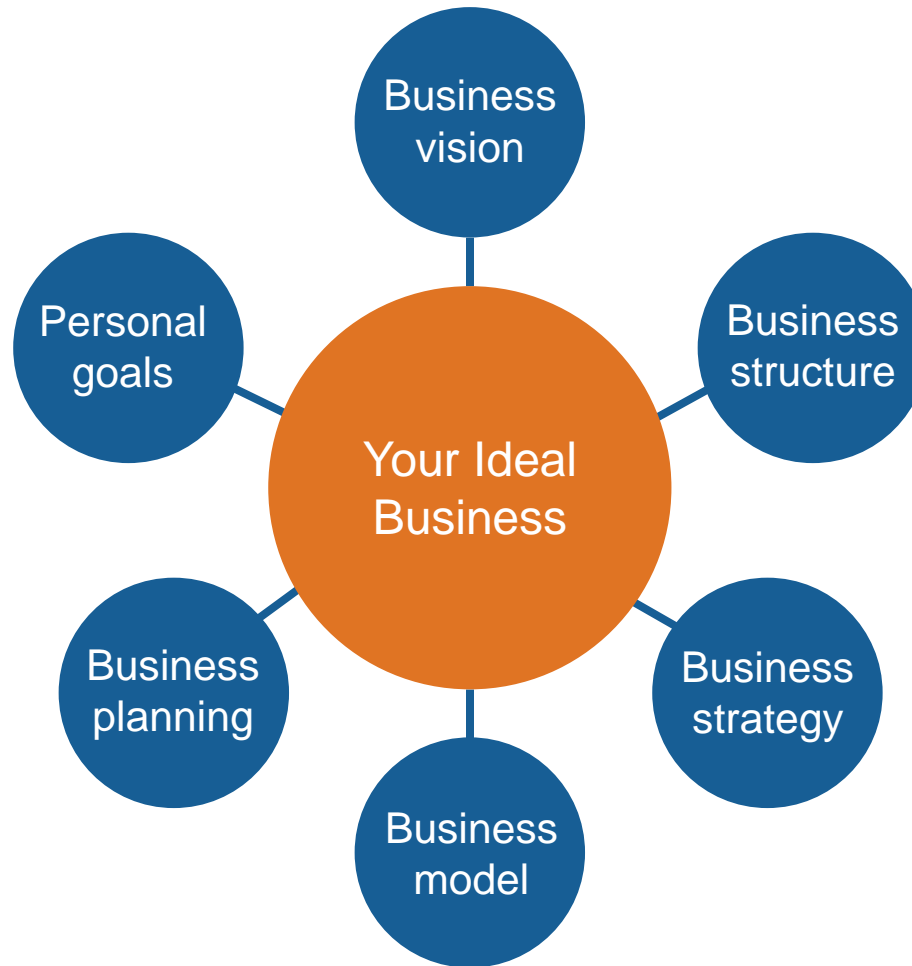 Business
vision
Personal
goals
Business
structure
Your Ideal
Business
Business
planning
Business
strategy
Business
model